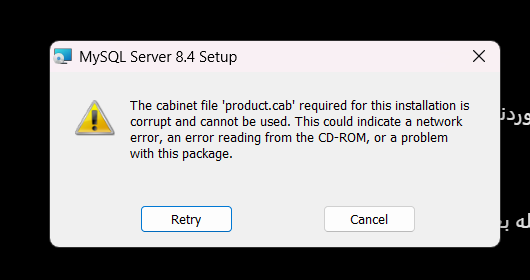 MySQL Server 8.4 Setup
The cabinet file 'product.cab' required for this installation is
corrupt and cannot be used. This could indicate a network
error, an error reading from the CD-ROM, or a problem
with this package.
Retry
Cancel